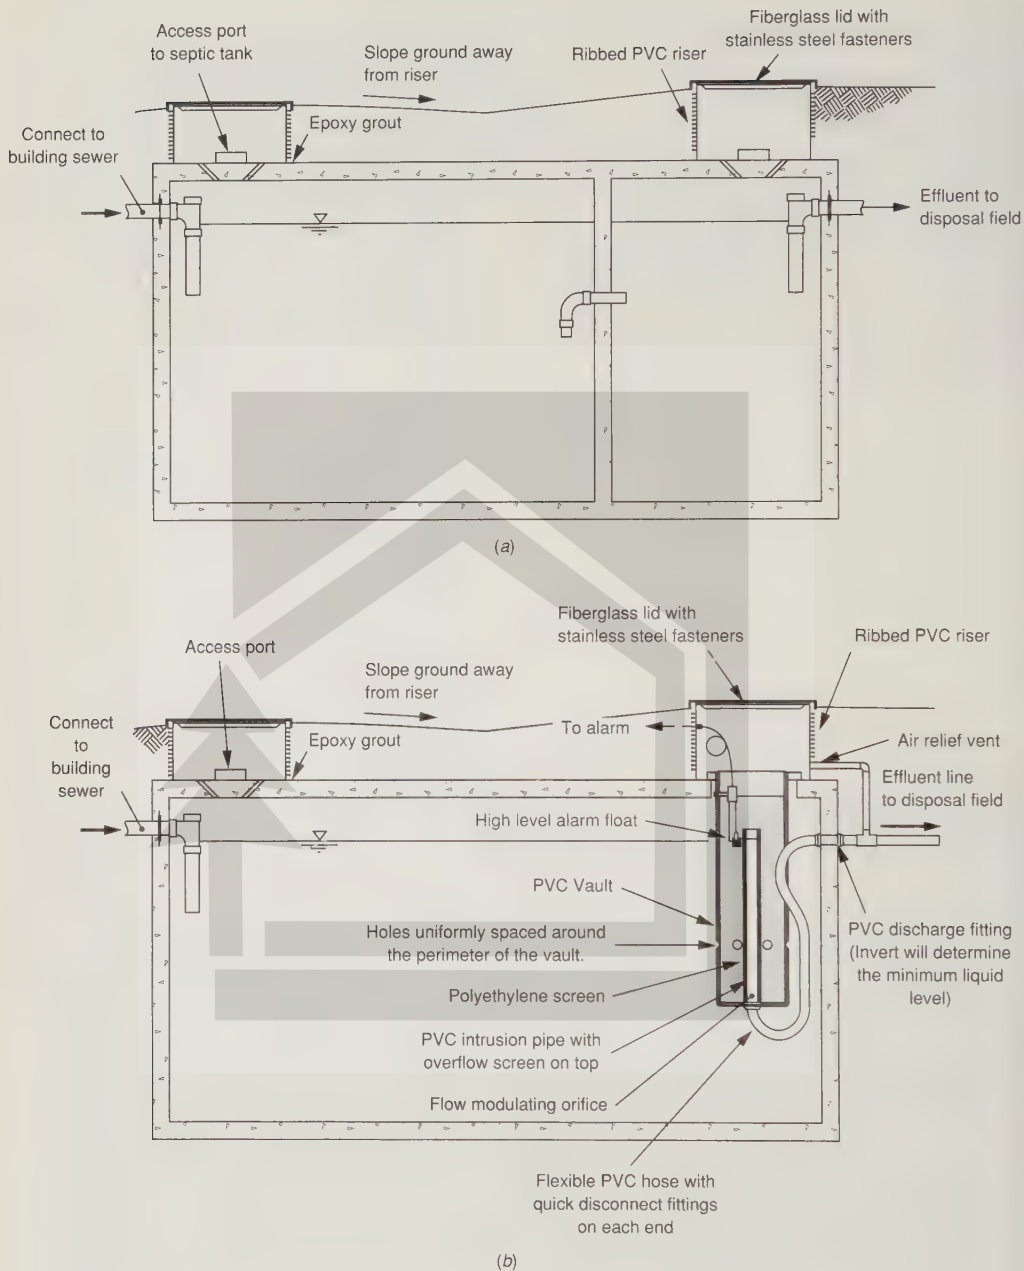 Access port
to septic tank
Slope ground away
from riser
Ribbed PVC riser
Fiberglass lid with
stainless steel fasteners
Connect to
building sewer
Epoxy grout
Effluent to
disposal field
(a)
Fiberglass lid with
stainless steel fasteners
Ribbed PVC riser
Access port
Slope ground away
from riser
Connect
to
building
sewer
Epoxy grout
To alarm
Air relief vent
Effluent line
to disposal field
High level alarm float
PVC Vault
Holes uniformly spaced around
the perimeter of the vault.
PVC discharge fitting
(Invert will determine
the minimum liquid
level)
Polyethylene screen
PVC intrusion pipe with
overflow screen on top
Flow modulating orifice
Flexible PVC hose with
quick disconnect fittings
on each end
(b)